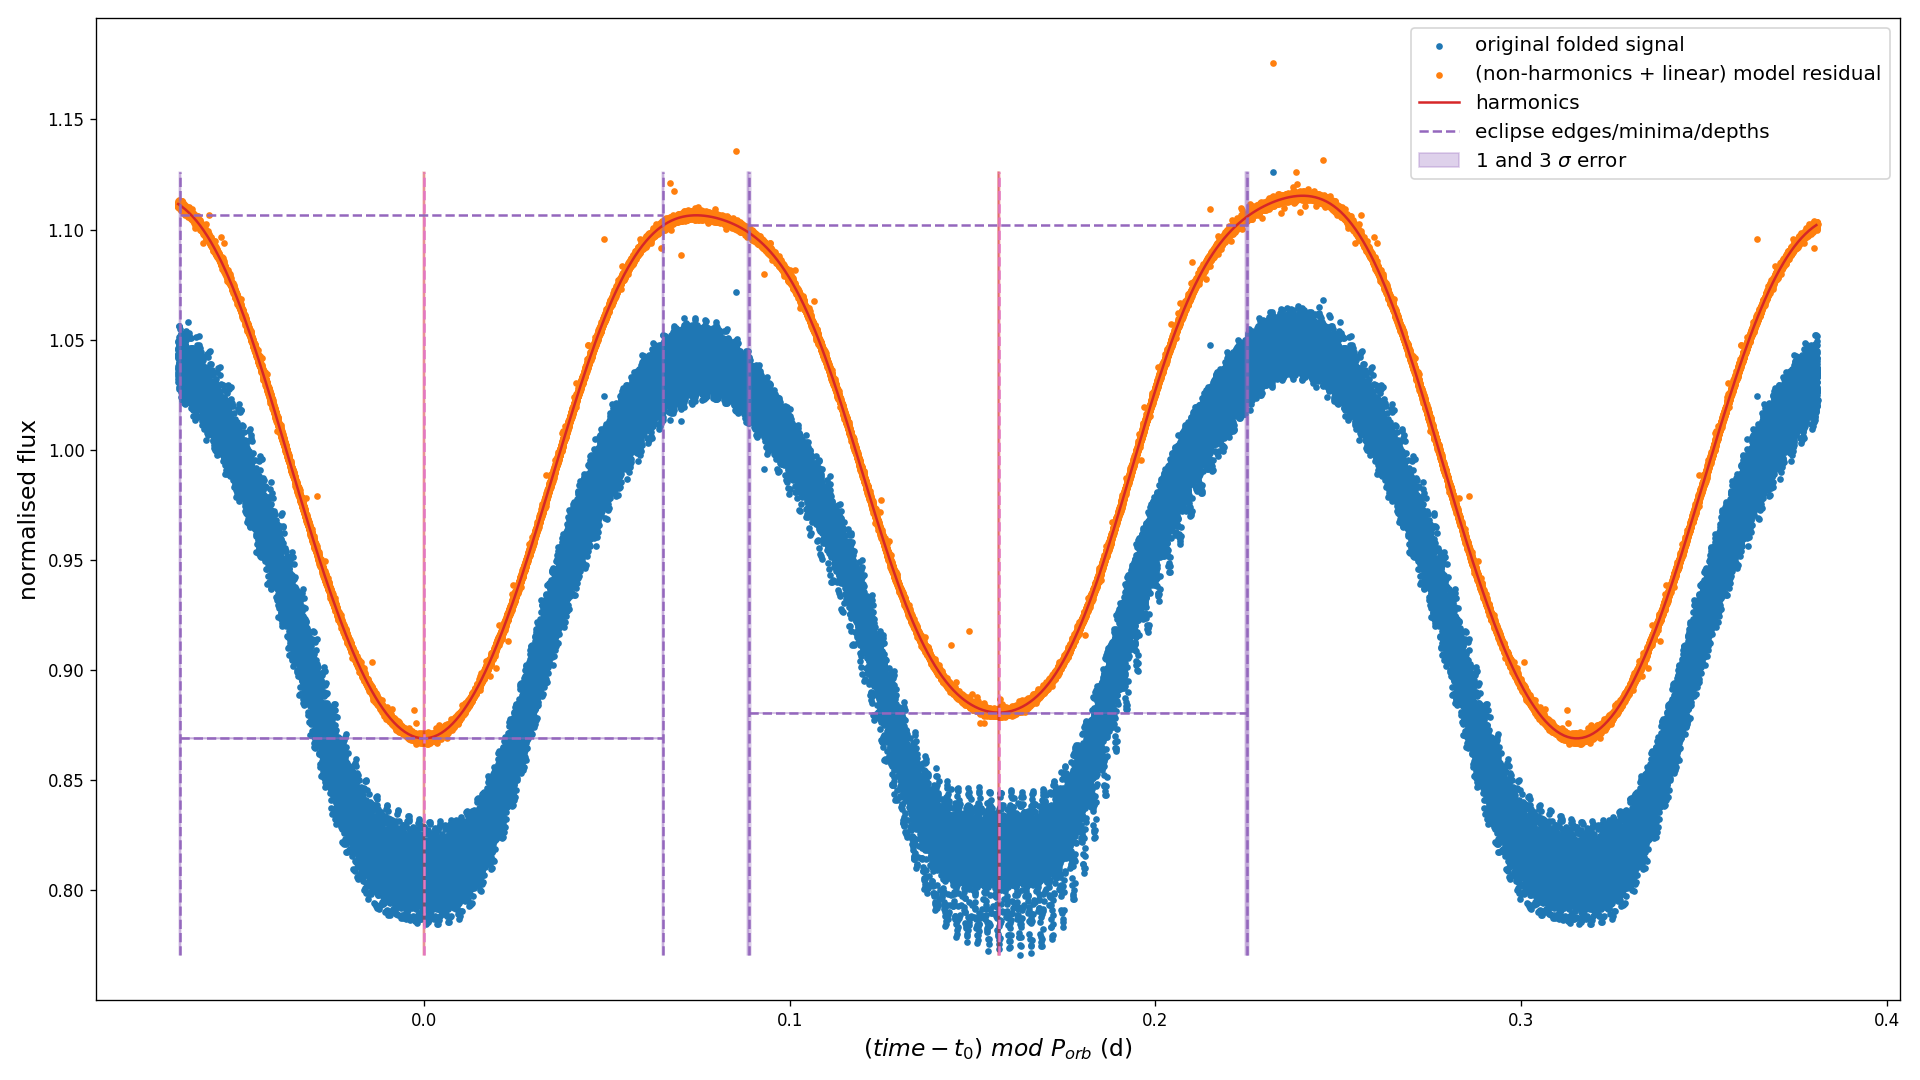 original folded signal
(non-harmonics + linear) model residual
harmonics
eclipse edges/minima/depths
1 and 3 σ error
normalised flux
1.15
1.10
1.05
1.00
0.95
0.90
0.85
0.80
0.0 0.1 0.2 0.3 0.4
(time − t₀) mod Pₒᵣb (d)